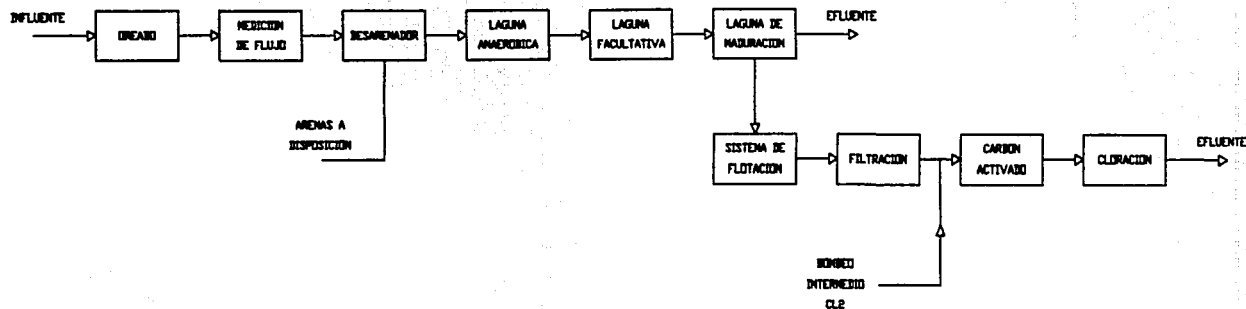 INFLUENTE
CRIBADO
MEDICION
DE FLUJO
DESARENADOR
LAGUNA
ANAEROBICA
LAGUNA
FACULTATIVA
LAGUNA DE
MADURACION
EFLUENTE
ARENAS A
DISPOSICION
SISTEMA DE
FLOTACION
FILTRACION
CARBON
ACTIVADO
CLORACION
EFLUENTE
BOMBEO
INTERMEDIO
CL2